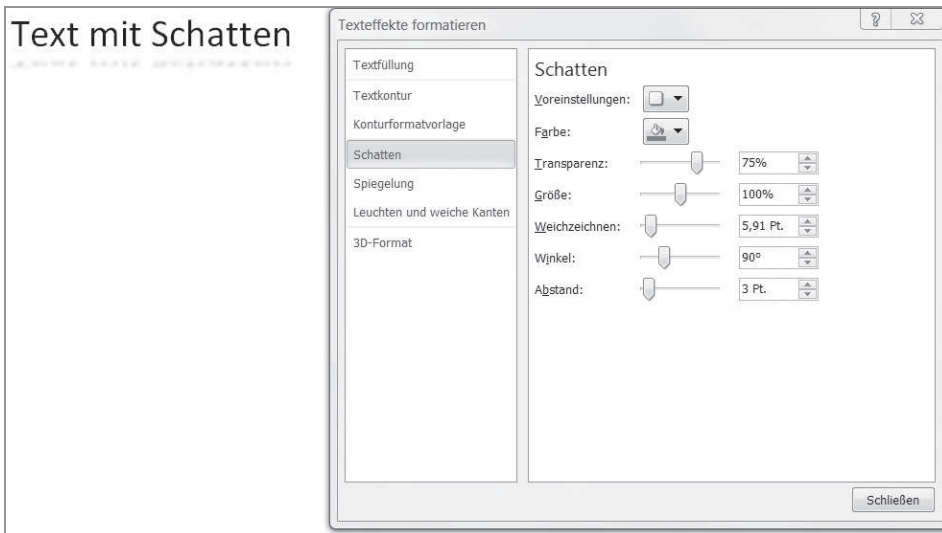 Text mit Schatten
Texteffekte formatieren
Textfüllung
Textkontur
Konturformatvorlage
Schatten
Spiegelung
Leuchten und weiche Kanten
3D-Format
Schatten
Voreinstellungen:
Farbe:
Transparenz: 75%
Größe: 100%
Weichzeichnen: 5,91 Pt.
Winkel: 90°
Abstand: 3 Pt.
Schließen